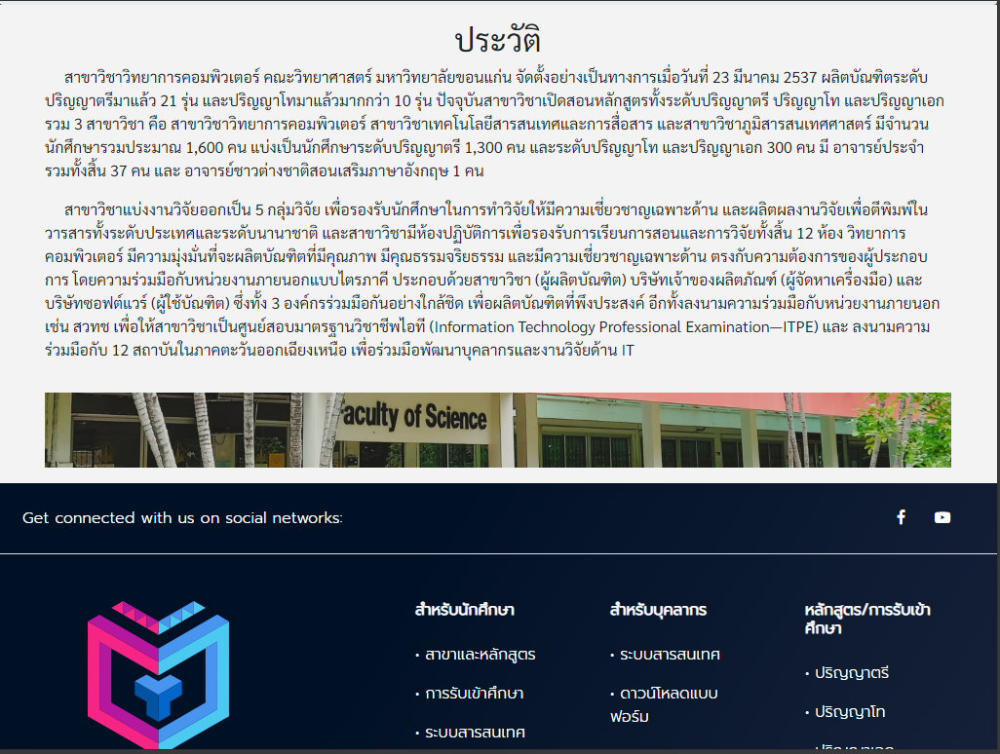 ประวัติ
สาขาวิชาวิทยาการคอมพิวเตอร์ คณะวิทยาศาสตร์ มหาวิทยาลัยขอนแก่น จัดตั้งอย่างเป็นทางการเมื่อวันที่ 23 มีนาคม 2537 ผลิตบัณฑิตระดับ
ปริญญาตรีมาแล้ว 21 รุ่น และปริญญาโทมาแล้วมากกว่า 10 รุ่น ปัจจุบันสาขาวิชาเปิดสอนหลักสูตรทั้งระดับปริญญาตรี ปริญญาโท และปริญญาเอก
รวม 3 สาขาวิชา คือ สาขาวิชาวิทยาการคอมพิวเตอร์ สาขาวิชาเทคโนโลยีสารสนเทศและการสื่อสาร และสาขาวิชาภูมิสารสนเทศศาสตร์ มีจำนวน
นักศึกษารวมประมาณ 1,600 คน แบ่งเป็นนักศึกษาระดับปริญญาตรี 1,300 คน และระดับปริญญาโท และปริญญาเอก 300 คน มี อาจารย์ประจำ
รวมทั้งสิ้น 37 คน และ อาจารย์ชาวต่างชาติสอนเสริมภาษาอังกฤษ 1 คน
สาขาวิชาแบ่งงานวิจัยออกเป็น 5 กลุ่มวิจัย เพื่อรองรับนักศึกษาในการทำวิจัยให้มีความเชี่ยวชาญเฉพาะด้าน และผลิตผลงานวิจัยเพื่อตีพิมพ์ใน
วารสารทั้งระดับประเทศและระดับนานาชาติ และสาขาวิชามีห้องปฏิบัติการเพื่อรองรับการเรียนการสอนและการวิจัยทั้งสิ้น 12 ห้อง วิทยาการ
คอมพิวเตอร์ มีความมุ่งมั่นที่จะผลิตบัณฑิตที่มีคุณภาพ มีคุณธรรมจริยธรรม และมีความเชี่ยวชาญเฉพาะด้าน ตรงกับความต้องการของผู้ประกอบ
การ โดยความร่วมมือกับหน่วยงานภายนอกแบบไตรภาคี ประกอบด้วยสาขาวิชา (ผู้ผลิตบัณฑิต) บริษัทเจ้าของผลิตภัณฑ์ (ผู้จัดหาเครื่องมือ) และ
บริษัทซอฟต์แวร์ (ผู้ใช้บัณฑิต) ซึ่งทั้ง 3 องค์กรร่วมมือกันอย่างใกล้ชิด เพื่อผลิตบัณฑิตที่พึงประสงค์ อีกทั้งลงนามความร่วมมือกับหน่วยงานภายนอก
เช่น สวทช เพื่อให้สาขาวิชาเป็นศูนย์สอบมาตรฐานวิชาชีพไอที (Information Technology Professional Examination—ITPE) และ ลงนามความ
ร่วมมือกับ 12 สถาบันในภาคตะวันออกเฉียงเหนือ เพื่อร่วมมือพัฒนาบุคลากรและงานวิจัยด้าน IT
Faculty of Science
Get connected with us on social networks:
สำหรับนักศึกษา
• สาขาและหลักสูตร
• การรับเข้าศึกษา
• ระบบสารสนเทศ
สำหรับบุคลากร
• ระบบสารสนเทศ
• ดาวน์โหลดแบบ
ฟอร์ม
หลักสูตร/การรับเข้า
ศึกษา
• ปริญญาตรี
• ปริญญาโท